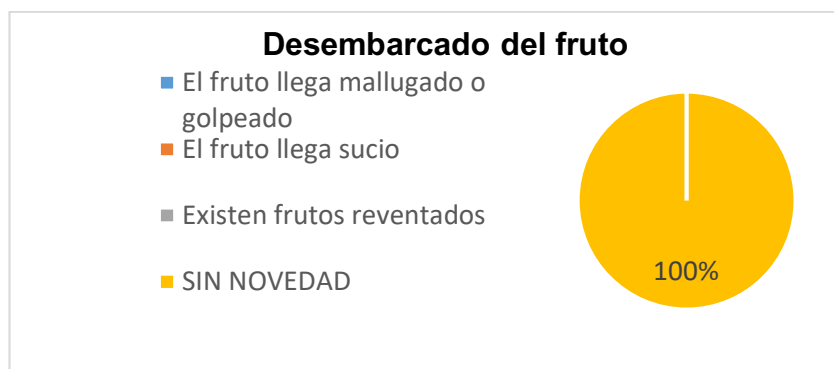 Desembarcado del fruto
El fruto llega mallugado o
golpeado
El fruto llega sucio
Existen frutos reventados
SIN NOVEDAD
100%